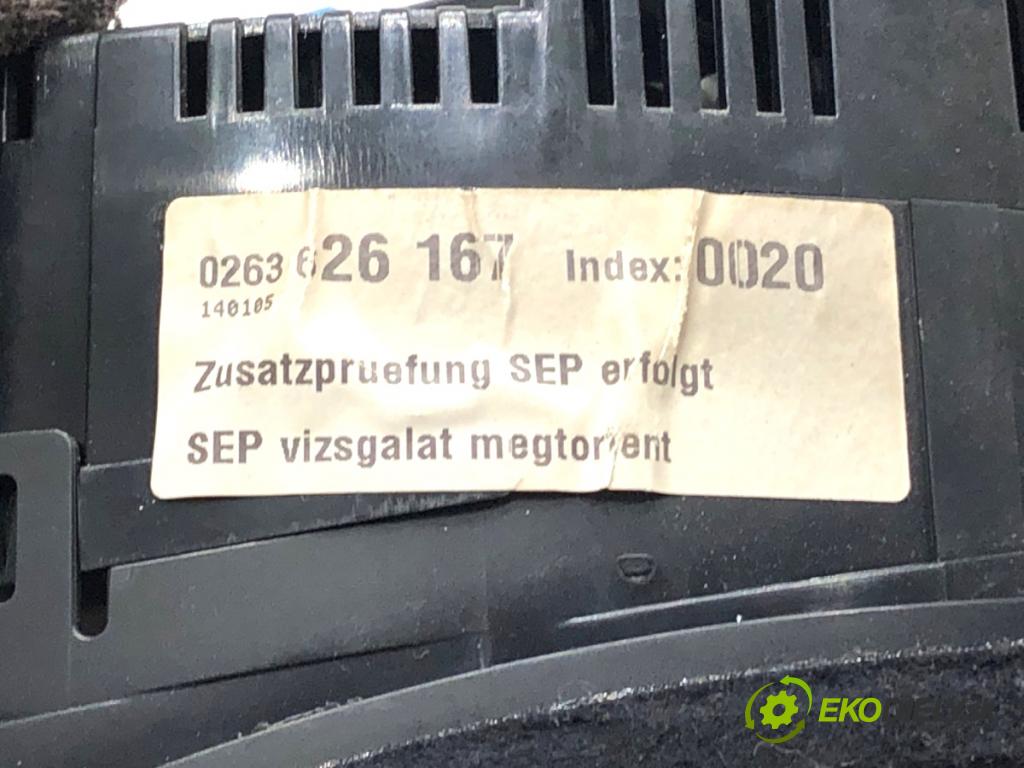 0263 626 167 Index: 0020
140105
Zusatzpruefung SEP erfolgt
SEP vizsgalat megtortent
EKO